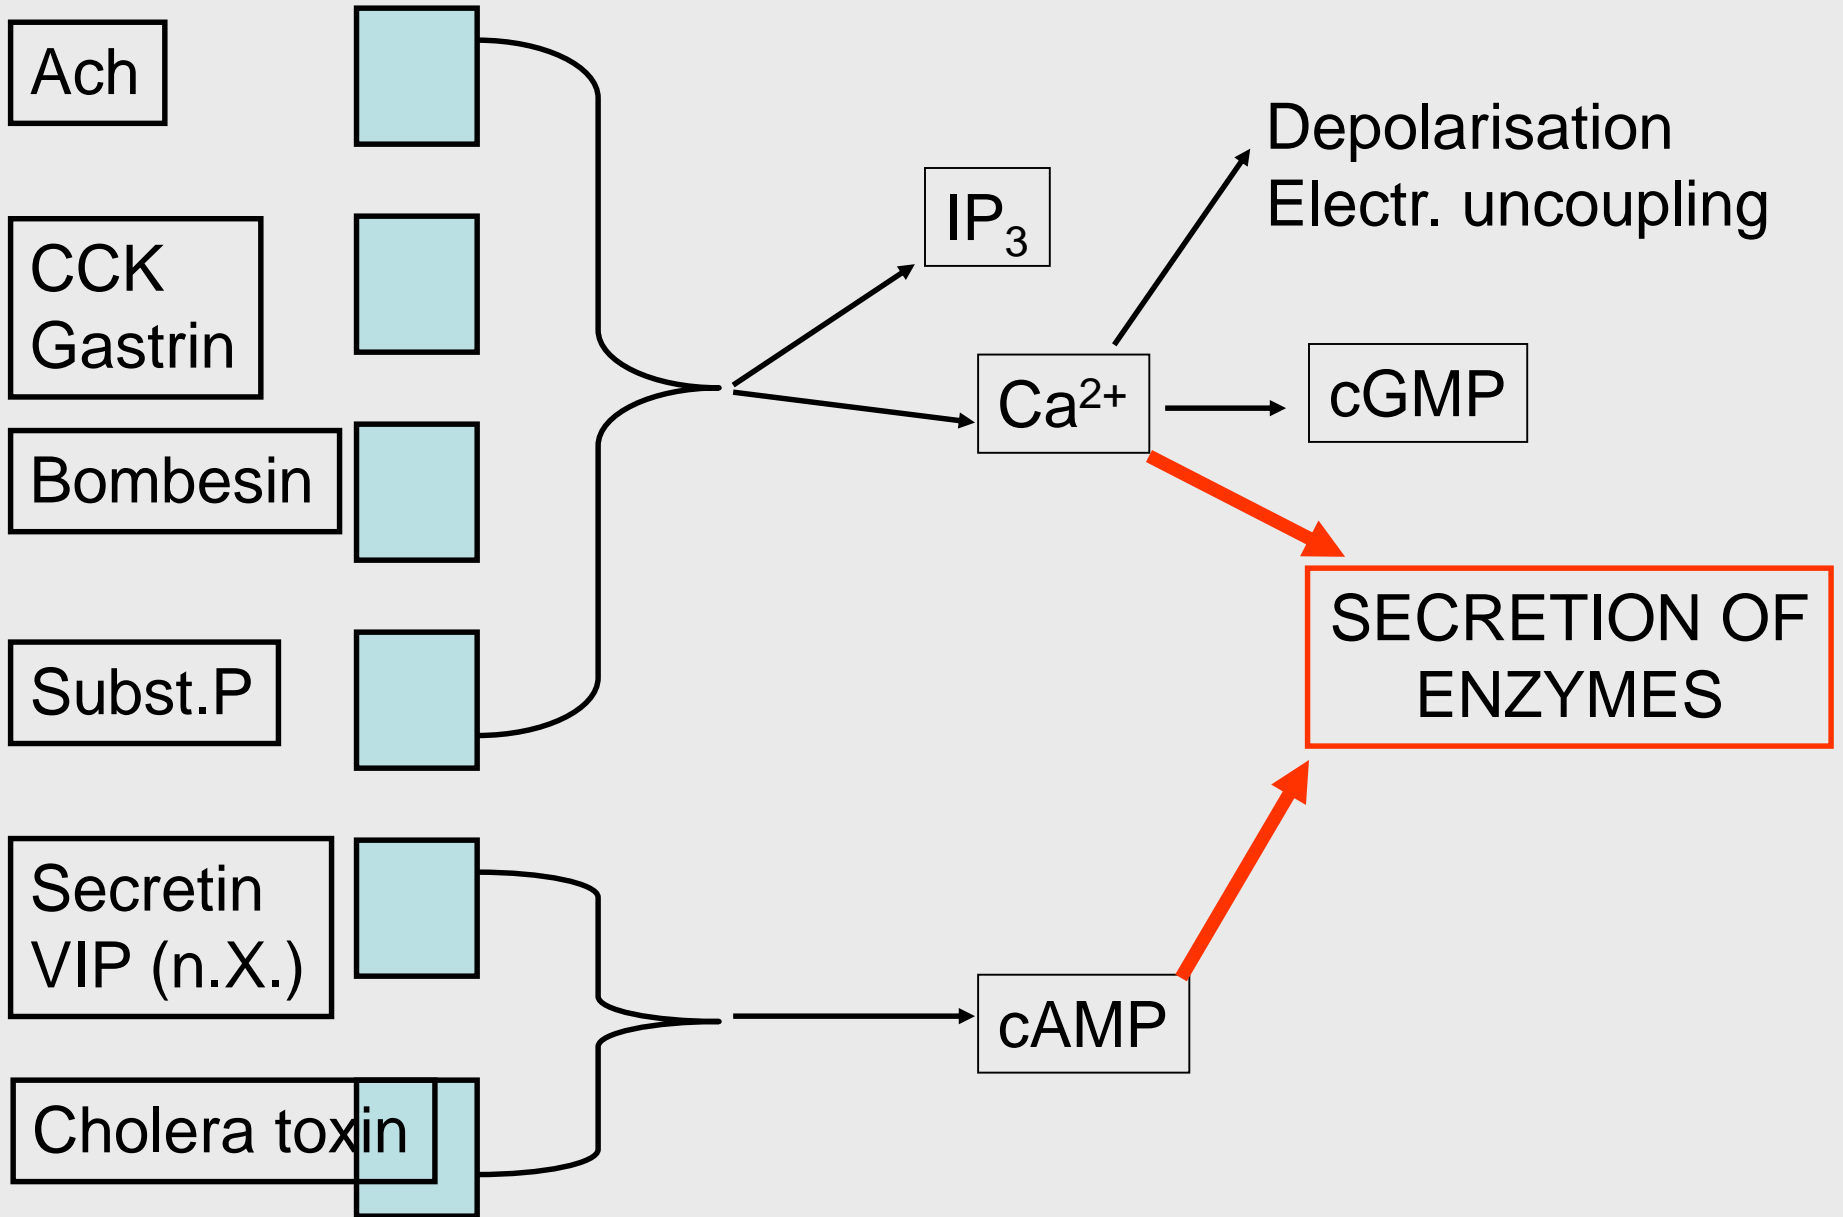 Ach
CCK
Gastrin
Bombesin
Subst.P
Secretin
VIP (n.X.)
Cholera toxin
IP₃
Ca²⁺
cAMP
Depolarisation
Electr. uncoupling
cGMP
SECRETION OF
ENZYMES